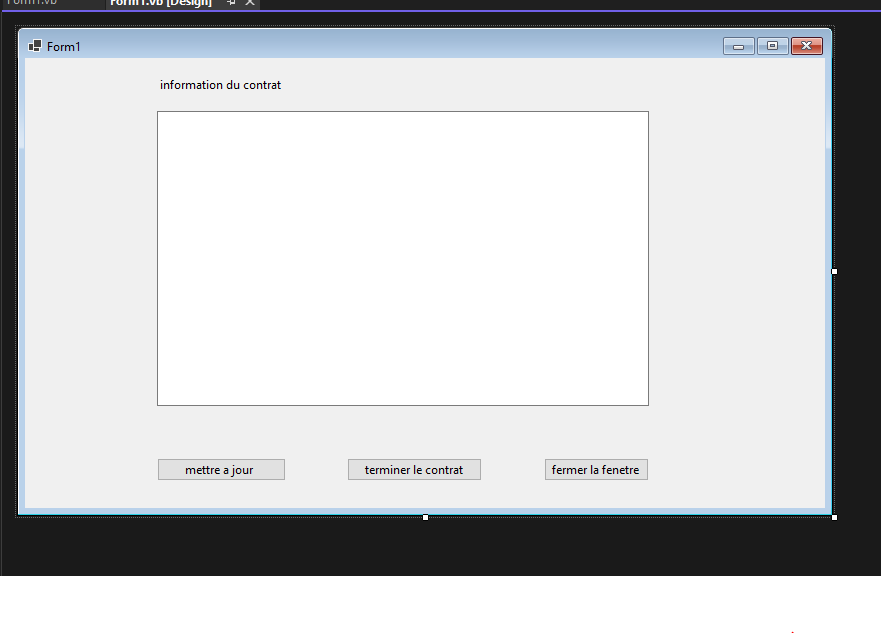 Form1.vb
Form1.vb [Design]
Form1
information du contrat
mettre a jour
terminer le contrat
fermer la fenetre